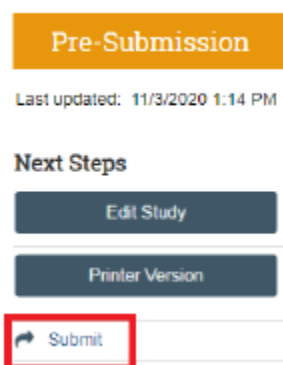 Pre-Submission
Last updated: 11/3/2020 1:14 PM
Next Steps
Edit Study
Printer Version
Submit